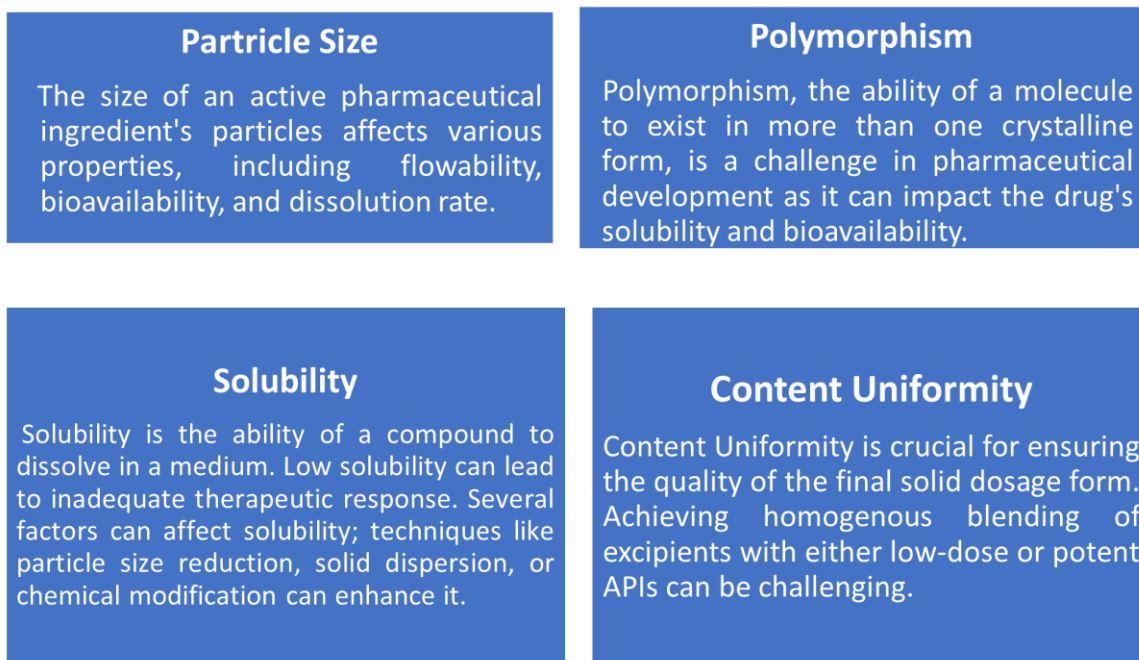 Partricle Size
The size of an active pharmaceutical
ingredient's particles affects various
properties, including flowability,
bioavailability, and dissolution rate.
Polymorphism
Polymorphism, the ability of a molecule
to exist in more than one crystalline
form, is a challenge in pharmaceutical
development as it can impact the drug's
solubility and bioavailability.
Solubility
Solubility is the ability of a compound to
dissolve in a medium. Low solubility can lead
to inadequate therapeutic response. Several
factors can affect solubility; techniques like
particle size reduction, solid dispersion, or
chemical modification can enhance it.
Content Uniformity
Content Uniformity is crucial for ensuring
the quality of the final solid dosage form.
Achieving homogenous blending of
excipients with either low-dose or potent
APIs can be challenging.